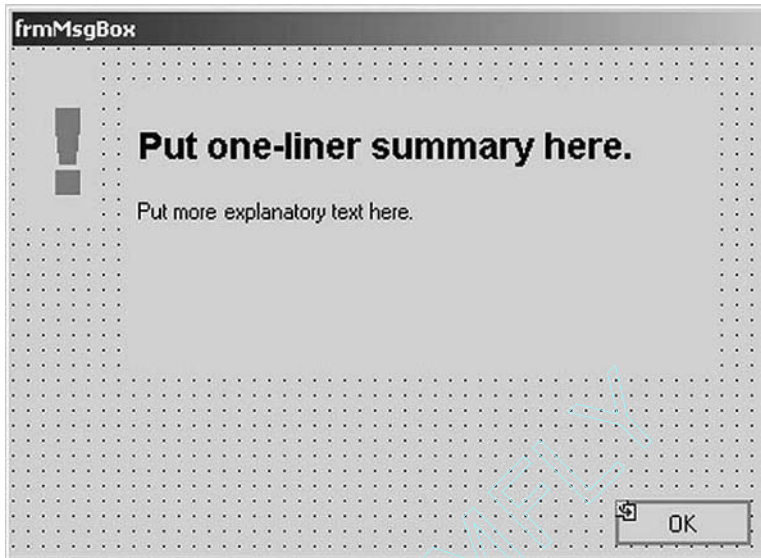 frmMsgBox
!
Put one-liner summary here.
Put more explanatory text here.
OK